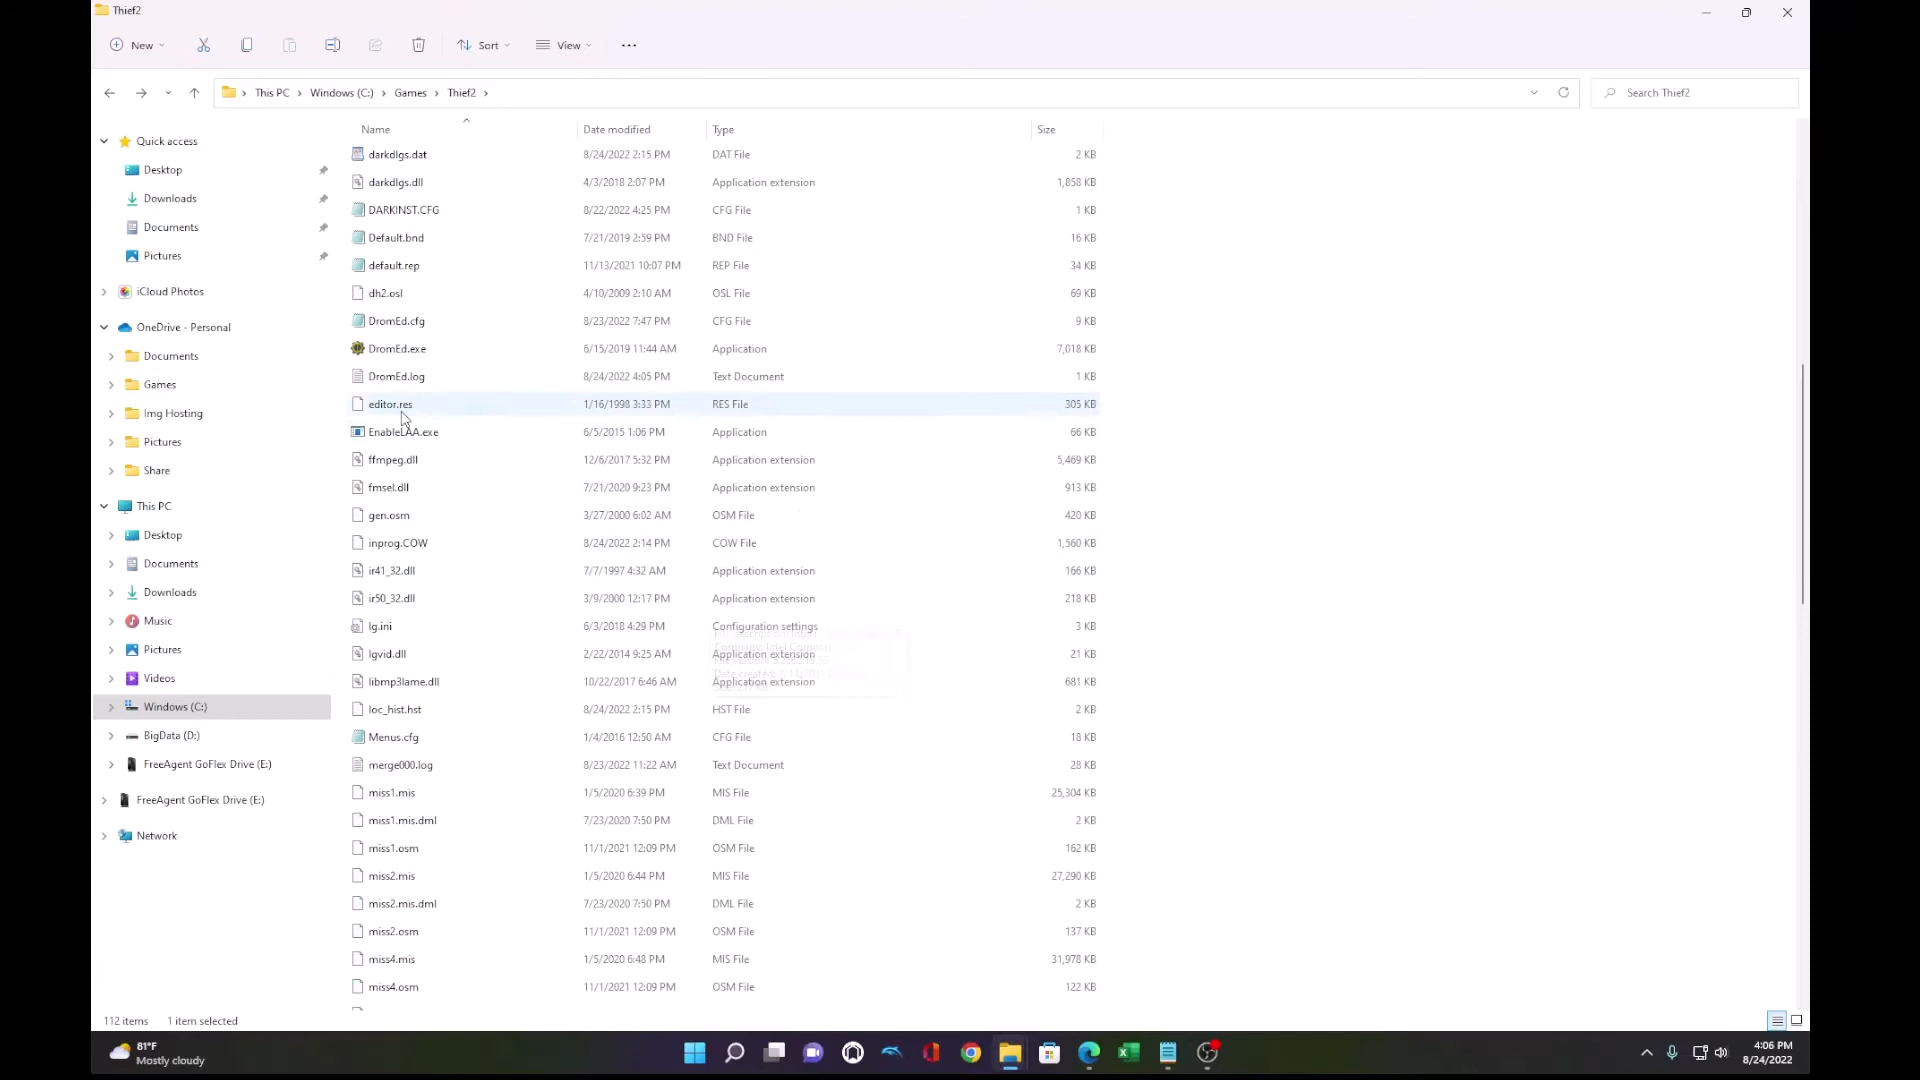 Thief2
New
Sort
View
This PC
Windows (C:)
Games
Thief2
Search Thief2
Name
Date modified
Type
Size
Quick access
Desktop
Downloads
Documents
Pictures
iCloud Photos
OneDrive - Personal
Documents
Games
Img Hosting
Pictures
Share
This PC
Desktop
Documents
Downloads
Music
Pictures
Videos
Windows (C:)
BigData (D:)
FreeAgent GoFlex Drive (E:)
FreeAgent GoFlex Drive (E:)
Network
darkdlgs.dat 8/24/2022 2:15 PM DAT File 2 KB
darkdlgs.dll 4/3/2018 2:07 PM Application extension 1,858 KB
DARKINST.CFG 8/22/2022 4:25 PM CFG File 1 KB
Default.bnd 7/21/2019 2:59 PM BND File 16 KB
default.rep 11/13/2021 10:07 PM REP File 34 KB
dh2.osl 4/10/2009 2:10 AM OSL File 69 KB
DromEd.cfg 8/23/2022 7:47 PM CFG File 9 KB
DromEd.exe 6/15/2019 11:44 AM Application 7,018 KB
DromEd.log 8/24/2022 4:05 PM Text Document 1 KB
editor.res 1/16/1998 3:33 PM RES File 305 KB
EnableLAA.exe 6/5/2015 1:06 PM Application 66 KB
ffmpeg.dll 12/6/2017 5:32 PM Application extension 5,469 KB
fmsel.dll 7/21/2020 9:23 PM Application extension 913 KB
gen.osm 3/27/2000 6:02 AM OSM File 420 KB
inprog.COW 8/24/2022 2:14 PM COW File 1,560 KB
ir41_32.dll 7/7/1997 4:32 AM Application extension 166 KB
ir50_32.dll 3/9/2000 12:17 PM Application extension 218 KB
lg.ini 6/3/2018 4:29 PM Configuration settings 3 KB
lgvid.dll 2/22/2014 9:25 AM Application extension 21 KB
libmp3lame.dll 10/22/2017 6:46 AM Application extension 681 KB
loc_hist.hst 8/24/2022 2:15 PM HST File 2 KB
Menus.cfg 1/4/2016 12:50 AM CFG File 18 KB
merge000.log 8/23/2022 11:22 AM Text Document 28 KB
miss1.mis 1/5/2020 6:39 PM MIS File 25,304 KB
miss1.mis.dml 7/23/2020 7:50 PM DML File 2 KB
miss1.osm 11/1/2021 12:09 PM OSM File 162 KB
miss2.mis 1/5/2020 6:44 PM MIS File 27,290 KB
miss2.mis.dml 7/23/2020 7:50 PM DML File 2 KB
miss2.osm 11/1/2021 12:09 PM OSM File 137 KB
miss4.mis 1/5/2020 6:48 PM MIS File 31,978 KB
miss4.osm 11/1/2021 12:09 PM OSM File 122 KB
112 items 1 item selected
81°F
Mostly cloudy
4:06 PM
8/24/2022